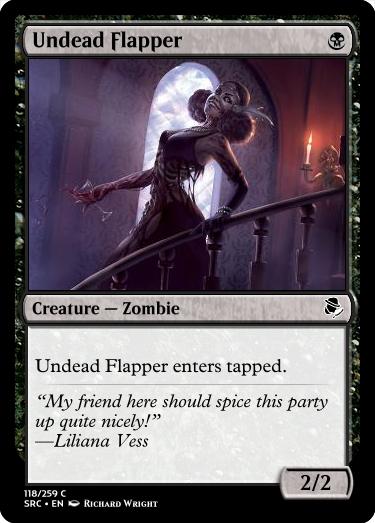 Undead Flapper
Creature — Zombie
Undead Flapper enters tapped.
“My friend here should spice this party
up quite nicely!”
—Liliana Vess
2/2
118/259 C
SRC • EN Richard Wright